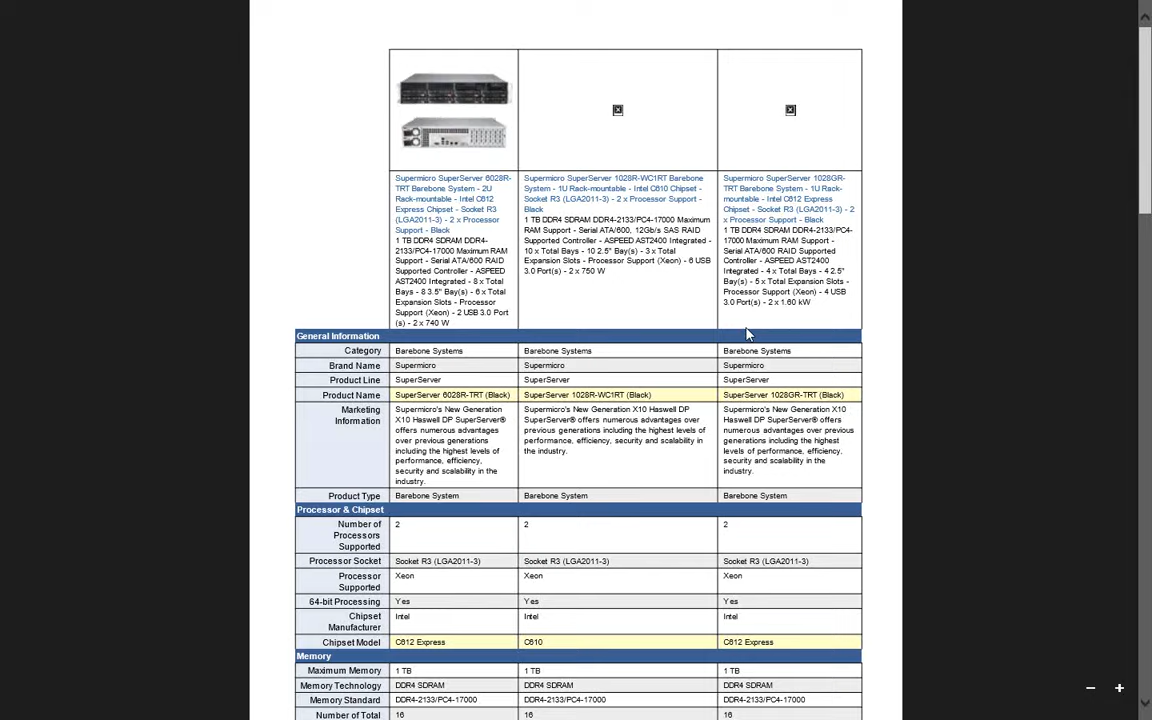 Supermicro SuperServer 6028R-
TRT Barebone System - 2U
Rack-mountable - Intel C612
Express Chipset - Socket R3
(LGA2011-3) - 2 x Processor
Support - Black
1 TB DDR4 SDRAM DDR4-
2133/PC4-17000 Maximum RAM
Support - Serial ATA/600 RAID
Supported Controller - ASPEED
AST2400 Integrated - 8 x Total
Bays - 8 3.5" Bay(s) - 6 x Total
Expansion Slots - Processor
Support (Xeon) - 2 USB 3.0 Port
(s) - 2 x 740 W
Supermicro SuperServer 1028R-WC1RT Barebone
System - 1U Rack-mountable - Intel C610 Chipset -
Socket R3 (LGA2011-3) - 2 x Processor Support -
Black
1 TB DDR4 SDRAM DDR4-2133/PC4-17000 Maximum
RAM Support - Serial ATA/600, 12Gb/s SAS RAID
Supported Controller - ASPEED AST2400 Integrated -
10 x Total Bays - 10 2.5" Bay(s) - 3 x Total
Expansion Slots - Processor Support (Xeon) - 6 USB
3.0 Port(s) - 2 x 750 W
Supermicro SuperServer 1028GR-
TRT Barebone System - 1U Rack-
mountable - Intel C612 Express
Chipset - Socket R3 (LGA2011-3) - 2
x Processor Support - Black
1 TB DDR4 SDRAM DDR4-2133/PC4-
17000 Maximum RAM Support -
Serial ATA/600 RAID Supported
Controller - ASPEED AST2400
Integrated - 4 x Total Bays - 4 2.5"
Bay(s) - 5 x Total Expansion Slots -
Processor Support (Xeon) - 4 USB
3.0 Port(s) - 2 x 1.60 kW
General Information
Category Barebone Systems Barebone Systems Barebone Systems
Brand Name Supermicro Supermicro Supermicro
Product Line SuperServer SuperServer SuperServer
Product Name SuperServer 6028R-TRT (Black) SuperServer 1028R-WC1RT (Black) SuperServer 1028GR-TRT (Black)
Marketing
Information
Supermicro's New Generation
X10 Haswell DP SuperServer®
offers numerous advantages
over previous generations
including the highest levels of
performance, efficiency,
security and scalability in the
industry.
Supermicro's New Generation X10 Haswell DP
SuperServer® offers numerous advantages over
previous generations including the highest levels of
performance, efficiency, security and scalability in
the industry.
Supermicro's New Generation X10
Haswell DP SuperServer® offers
numerous advantages over previous
generations including the highest
levels of performance, efficiency,
security and scalability in the
industry.
Product Type Barebone System Barebone System Barebone System
Processor & Chipset
Number of
Processors
Supported
2 2 2
Processor Socket Socket R3 (LGA2011-3) Socket R3 (LGA2011-3) Socket R3 (LGA2011-3)
Processor
Supported
Xeon Xeon Xeon
64-bit Processing Yes Yes Yes
Chipset
Manufacturer
Intel Intel Intel
Chipset Model C612 Express C610 C612 Express
Memory
Maximum Memory 1 TB 1 TB 1 TB
Memory Technology DDR4 SDRAM DDR4 SDRAM DDR4 SDRAM
Memory Standard DDR4-2133/PC4-17000 DDR4-2133/PC4-17000 DDR4-2133/PC4-17000
Number of Total 16 16 16